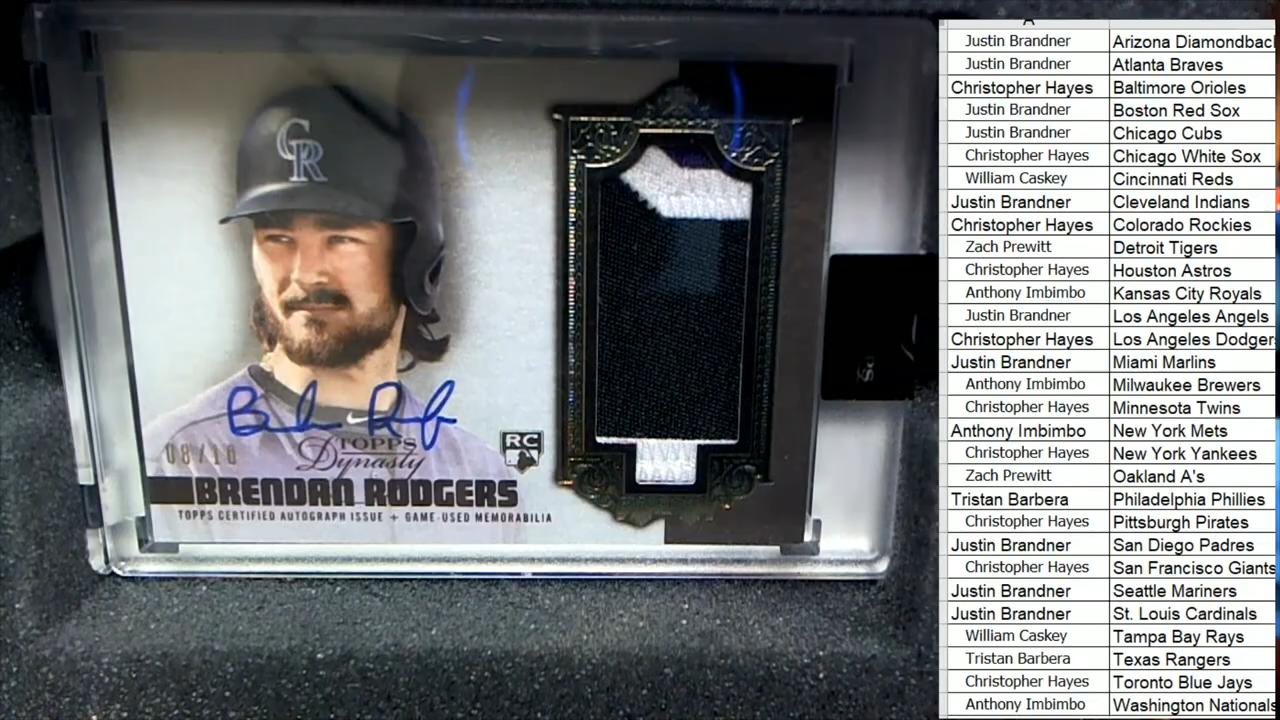 CR
08/10
TOPPS
Dynasty
RC
BRENDAN RODGERS
TOPPS CERTIFIED AUTOGRAPH ISSUE + GAME-USED MEMORABILIA
A
Justin Brandner Arizona Diamondbac
Justin Brandner Atlanta Braves
Christopher Hayes Baltimore Orioles
Justin Brandner Boston Red Sox
Justin Brandner Chicago Cubs
Christopher Hayes Chicago White Sox
William Caskey Cincinnati Reds
Justin Brandner Cleveland Indians
Christopher Hayes Colorado Rockies
Zach Prewitt Detroit Tigers
Christopher Hayes Houston Astros
Anthony Imbimbo Kansas City Royals
Justin Brandner Los Angeles Angels
Christopher Hayes Los Angeles Dodger
Justin Brandner Miami Marlins
Anthony Imbimbo Milwaukee Brewers
Christopher Hayes Minnesota Twins
Anthony Imbimbo New York Mets
Christopher Hayes New York Yankees
Zach Prewitt Oakland A's
Tristan Barbera Philadelphia Phillies
Christopher Hayes Pittsburgh Pirates
Justin Brandner San Diego Padres
Christopher Hayes San Francisco Giants
Justin Brandner Seattle Mariners
Justin Brandner St. Louis Cardinals
William Caskey Tampa Bay Rays
Tristan Barbera Texas Rangers
Christopher Hayes Toronto Blue Jays
Anthony Imbimbo Washington Nationals